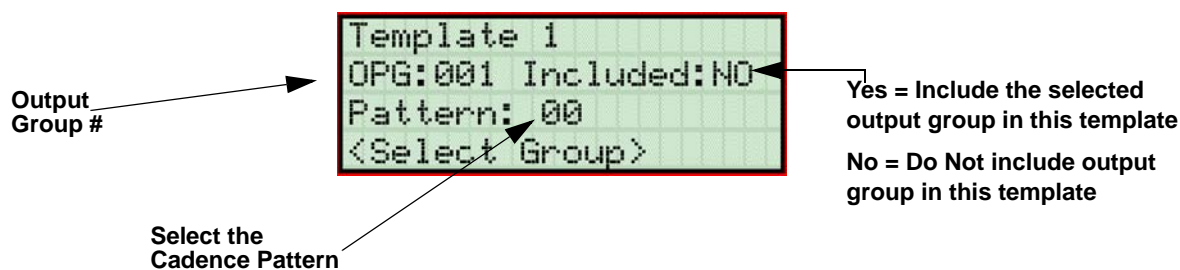 Template 1
OPG:001 Included:NO
Pattern: 00
<Select Group>
Output
Group #
Yes = Include the selected
output group in this template
No = Do Not include output
group in this template
Select the
Cadence Pattern